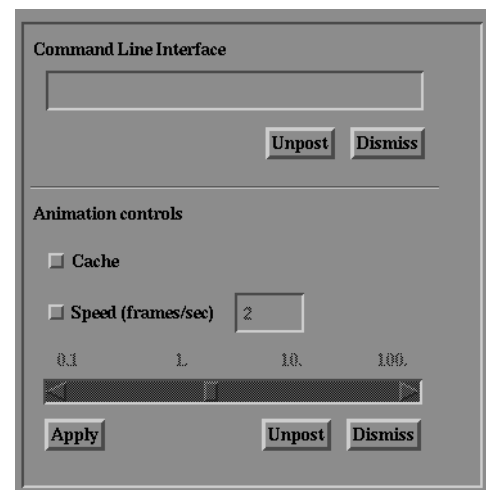 Command Line Interface
Unpost Dismiss
Animation controls
Cache
Speed (frames/sec) 2
0.1 1. 10. 100.
Apply Unpost Dismiss